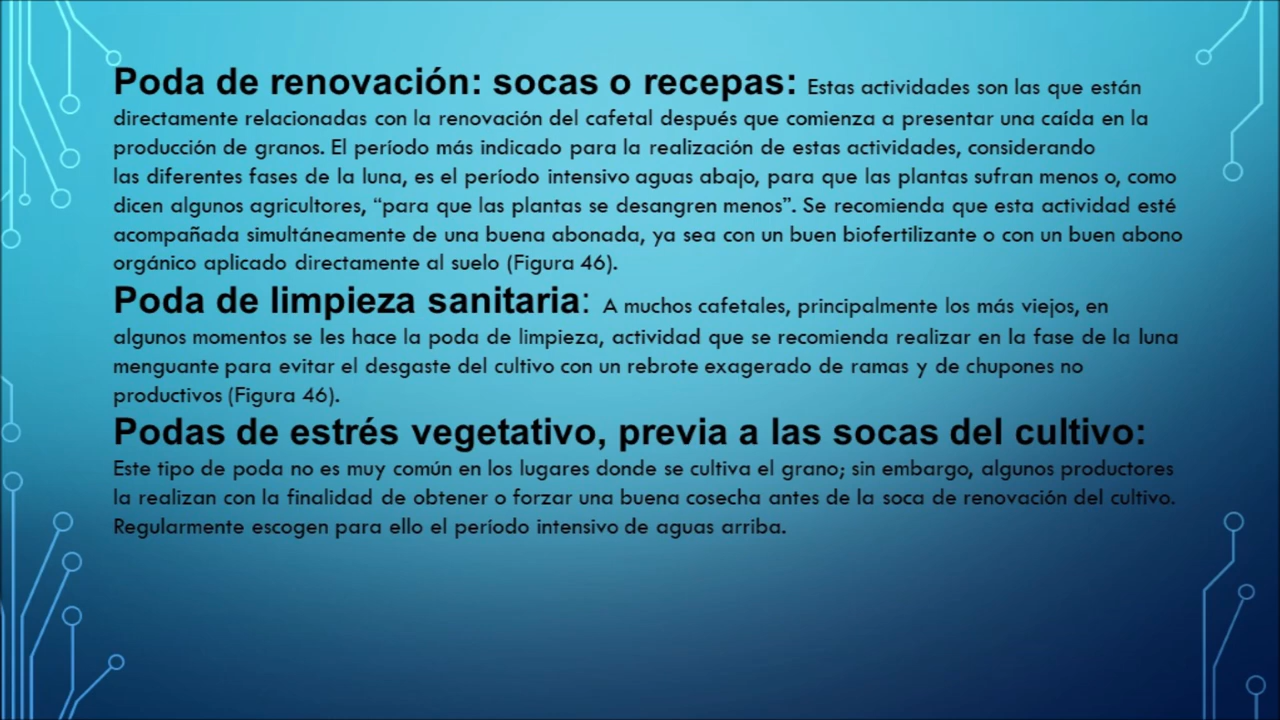 Poda de renovación: socas o recepas: Estas actividades son las que están
directamente relacionadas con la renovación del cafetal después que comienza a presentar una caída en la
producción de granos. El período más indicado para la realización de estas actividades, considerando
las diferentes fases de la luna, es el período intensivo aguas abajo, para que las plantas sufran menos o, como
dicen algunos agricultores, “para que las plantas se desangren menos”. Se recomienda que esta actividad esté
acompañada simultáneamente de una buena abonada, ya sea con un buen biofertilizante o con un buen abono
orgánico aplicado directamente al suelo (Figura 46).
Poda de limpieza sanitaria: A muchos cafetales, principalmente los más viejos, en
algunos momentos se les hace la poda de limpieza, actividad que se recomienda realizar en la fase de la luna
menguante para evitar el desgaste del cultivo con un rebrote exagerado de ramas y de chupones no
productivos (Figura 46).
Podas de estrés vegetativo, previa a las socas del cultivo:
Este tipo de poda no es muy común en los lugares donde se cultiva el grano; sin embargo, algunos productores
la realizan con la finalidad de obtener o forzar una buena cosecha antes de la soca de renovación del cultivo.
Regularmente escogen para ello el período intensivo de aguas arriba.